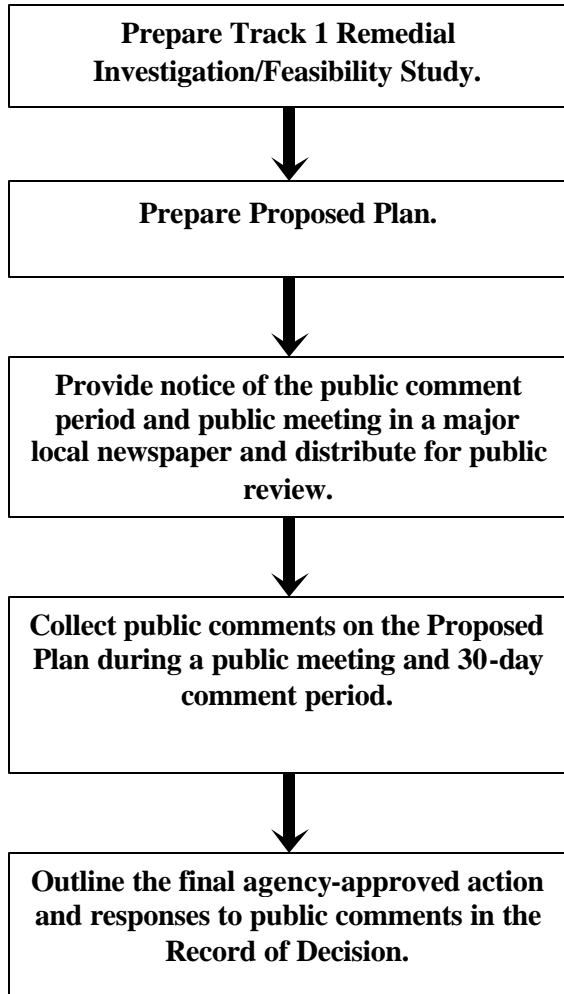 Prepare Track 1 Remedial
Investigation/Feasibility Study.
Prepare Proposed Plan.
Provide notice of the public comment
period and public meeting in a major
local newspaper and distribute for public
review.
Collect public comments on the Proposed
Plan during a public meeting and 30-day
comment period.
Outline the final agency-approved action
and responses to public comments in the
Record of Decision.